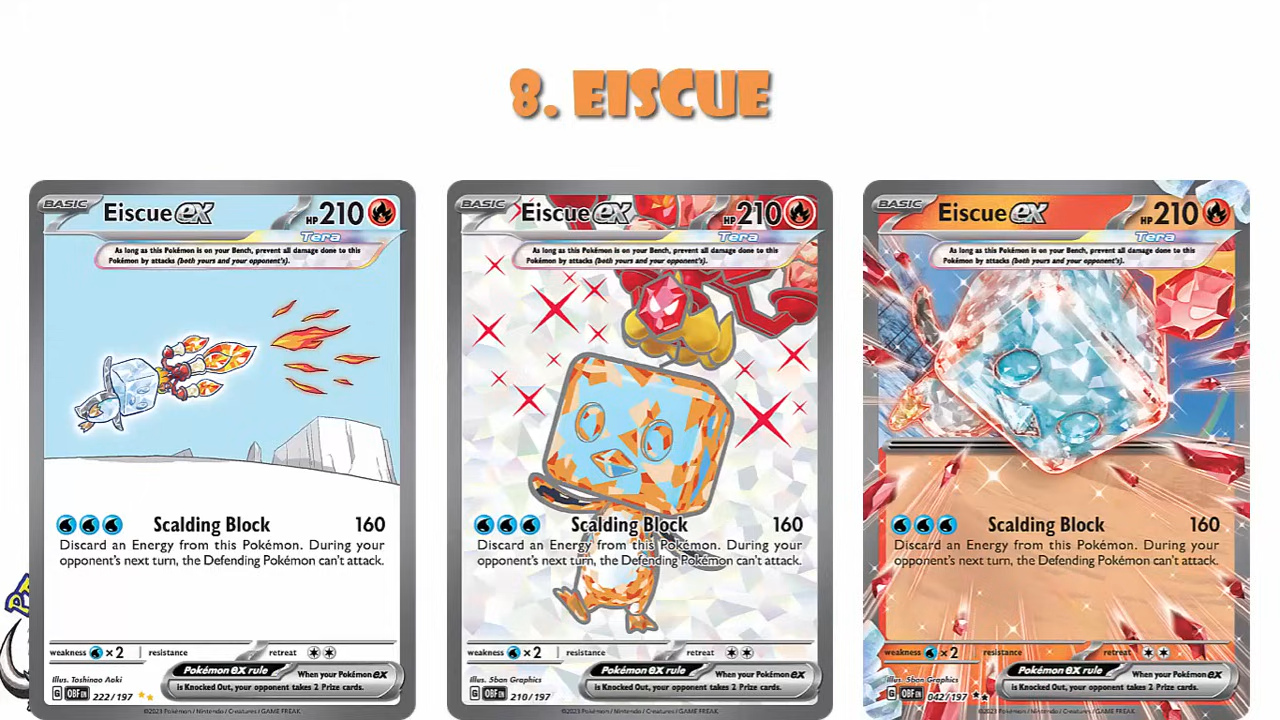 8. EISCUE
BASIC
Eiscue ex
HP 210
Tera
As long as this Pokémon is on your Bench, prevent all damage done to this
Pokémon by attacks (both yours and your opponent's).
Scalding Block 160
Discard an Energy from this Pokémon. During your
opponent's next turn, the Defending Pokémon can't attack.
weakness ×2 resistance retreat
Pokémon ex rule
When your Pokémon ex
is Knocked Out, your opponent takes 2 Prize cards.
Illus. Toshinao Aoki
G OBF EN 222/197
©2023 Pokémon / Nintendo / Creatures / GAME FREAK
BASIC
Eiscue ex
HP 210
Tera
As long as this Pokémon is on your Bench, prevent all damage done to this
Pokémon by attacks (both yours and your opponent's).
Scalding Block 160
Discard an Energy from this Pokémon. During your
opponent's next turn, the Defending Pokémon can't attack.
weakness ×2 resistance retreat
Pokémon ex rule
When your Pokémon ex
is Knocked Out, your opponent takes 2 Prize cards.
Illus. 5ban Graphics
G OBF EN 210/197
©2023 Pokémon / Nintendo / Creatures / GAME FREAK
BASIC
Eiscue ex
HP 210
Tera
As long as this Pokémon is on your Bench, prevent all damage done to this
Pokémon by attacks (both yours and your opponent's).
Scalding Block 160
Discard an Energy from this Pokémon. During your
opponent's next turn, the Defending Pokémon can't attack.
weakness ×2 resistance retreat
Pokémon ex rule
When your Pokémon ex
is Knocked Out, your opponent takes 2 Prize cards.
Illus. 5ban Graphics
G OBF EN 042/197
©2023 Pokémon / Nintendo / Creatures / GAME FREAK